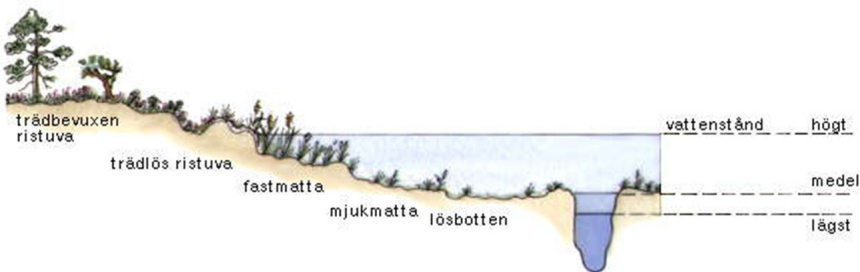 trädbevuxen
ristuva
trädlös ristuva
fastmatta
mjukmatta
lösbotten
vattenstånd
högt
medel
lägst